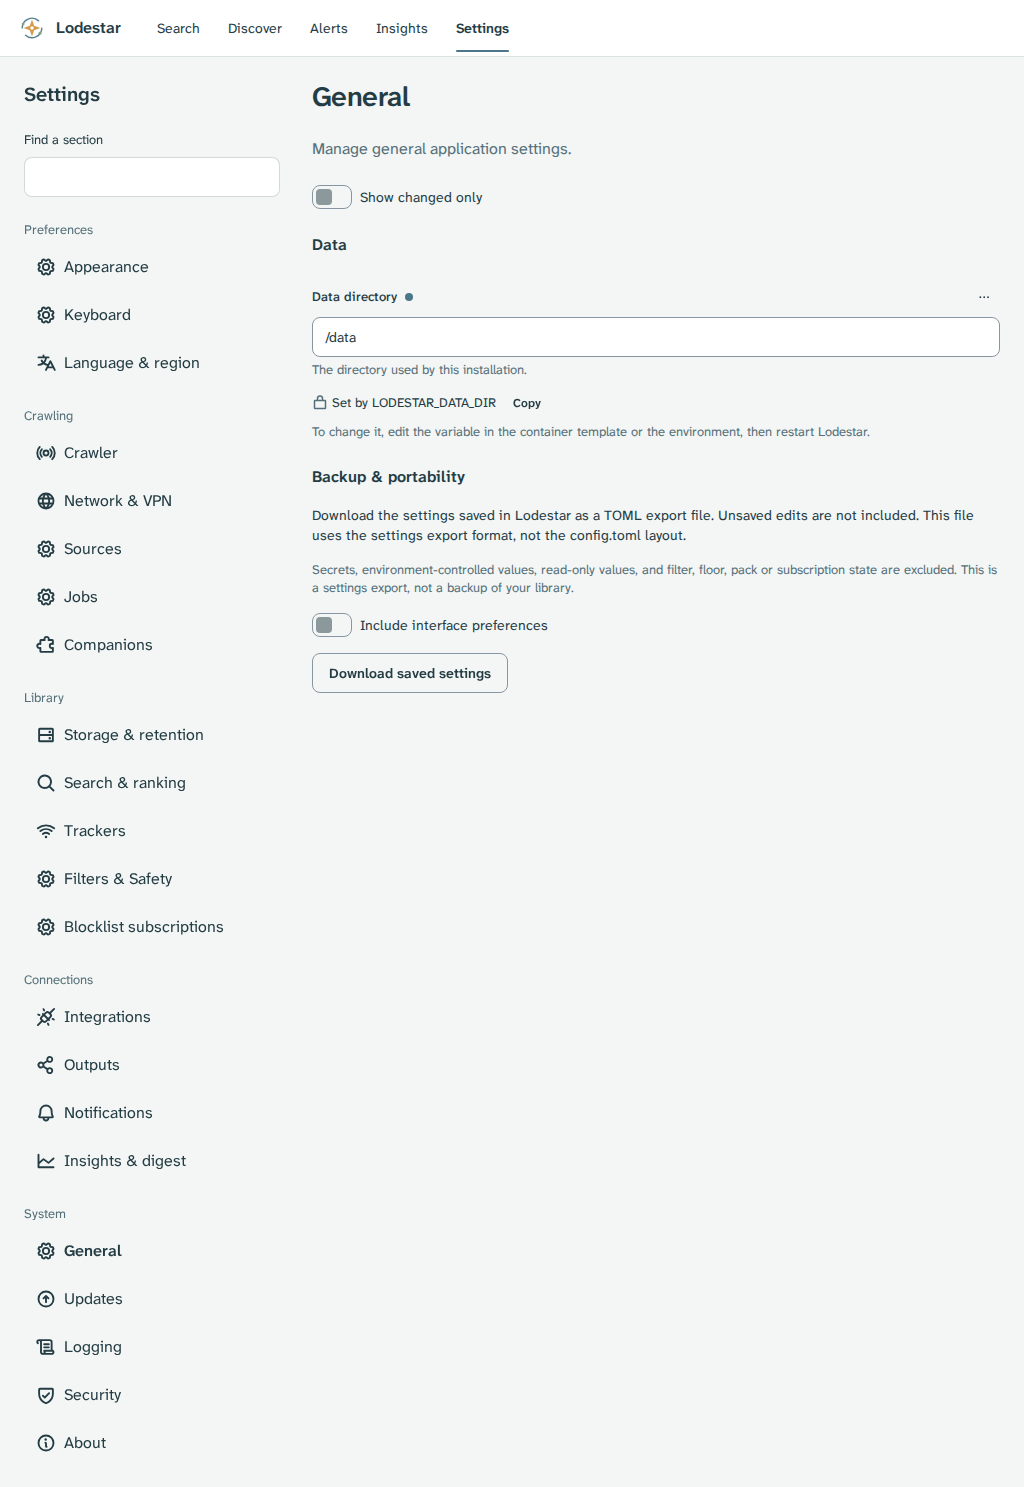 Lodestar
Search
Discover
Alerts
Insights
Settings
Settings
Find a section
Preferences
Appearance
Keyboard
Language & region
Crawling
Crawler
Network & VPN
Sources
Jobs
Companions
Library
Storage & retention
Search & ranking
Trackers
Filters & Safety
Blocklist subscriptions
Connections
Integrations
Outputs
Notifications
Insights & digest
System
General
Updates
Logging
Security
About
General
Manage general application settings.
Show changed only
Data
Data directory
...
/data
The directory used by this installation.
Set by LODESTAR_DATA_DIR
Copy
To change it, edit the variable in the container template or the environment, then restart Lodestar.
Backup & portability
Download the settings saved in Lodestar as a TOML export file. Unsaved edits are not included. This file
uses the settings export format, not the config.toml layout.
Secrets, environment-controlled values, read-only values, and filter, floor, pack or subscription state are excluded. This is
a settings export, not a backup of your library.
Include interface preferences
Download saved settings